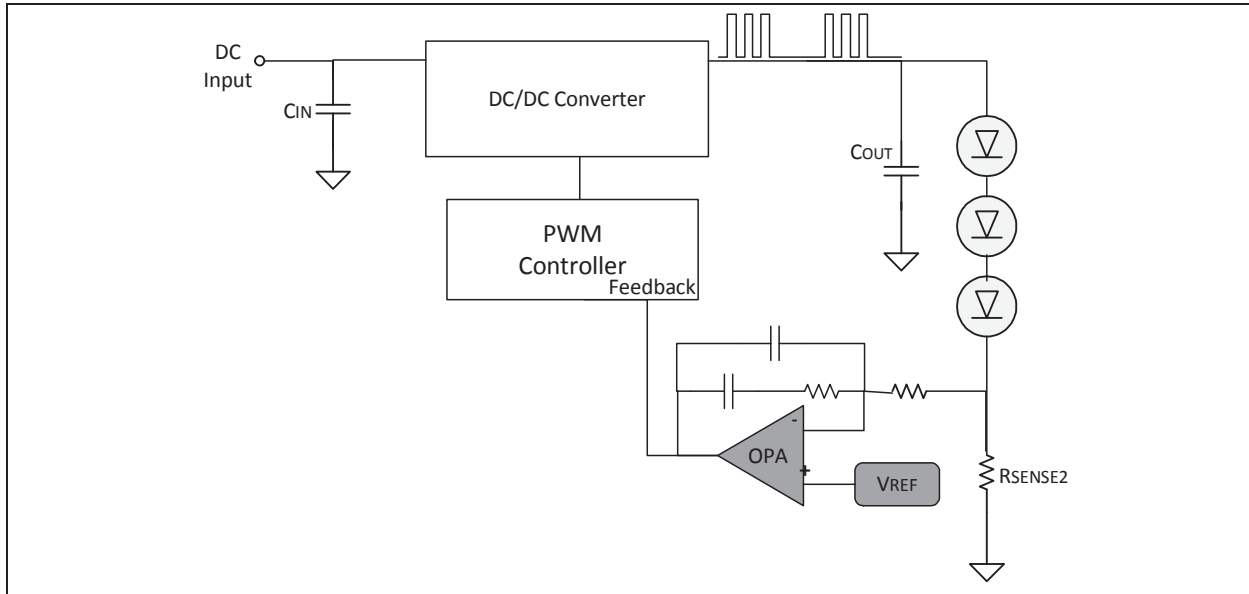 DC
Input
CIN
DC/DC Converter
COUT
PWM
Controller
Feedback
-
OPA
+
VREF
RSENSE2